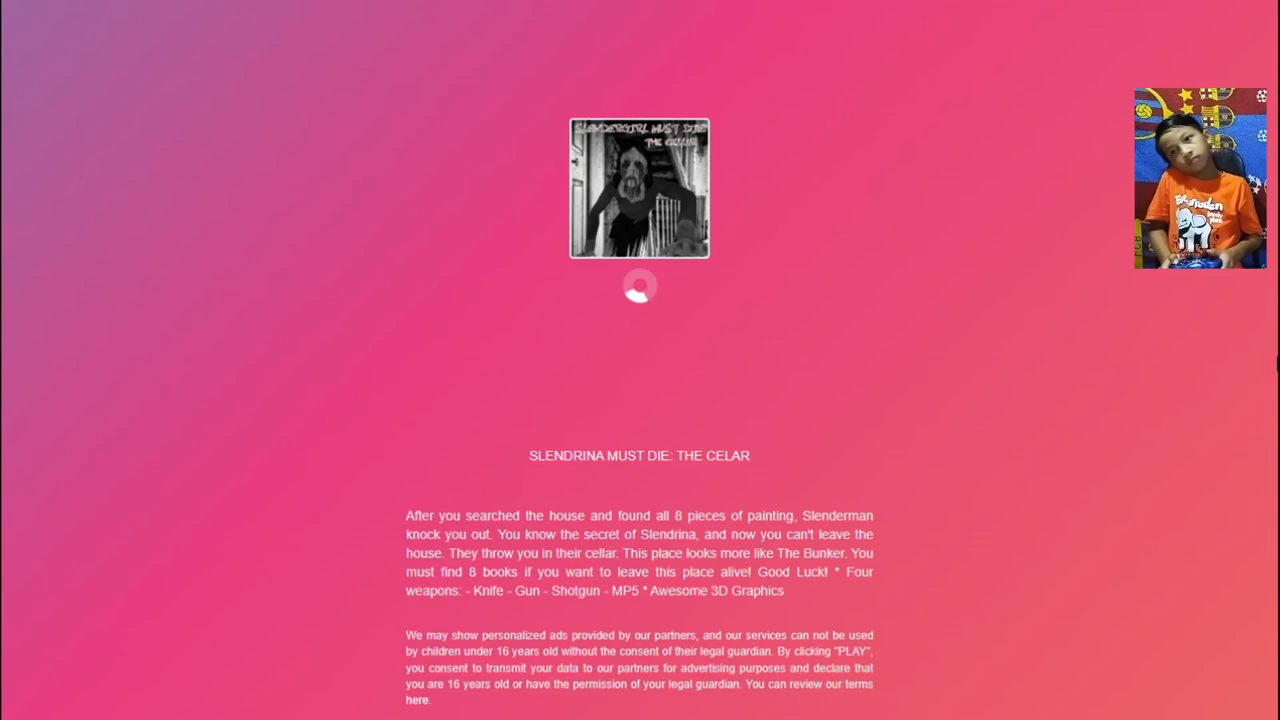 SLENDERGIRL MUST DIE
THE CELLAR
SLENDRINA MUST DIE: THE CELAR
After you searched the house and found all 8 pieces of painting, Slenderman
knock you out. You know the secret of Slendrina, and now you can't leave the
house. They throw you in their cellar. This place looks more like The Bunker. You
must find 8 books if you want to leave this place alive! Good Luck! * Four
weapons: - Knife - Gun - Shotgun - MP5 * Awesome 3D Graphics
We may show personalized ads provided by our partners, and our services can not be used
by children under 16 years old without the consent of their legal guardian. By clicking "PLAY",
you consent to transmit your data to our partners for advertising purposes and declare that
you are 16 years old or have the permission of your legal guardian. You can review our terms
here.